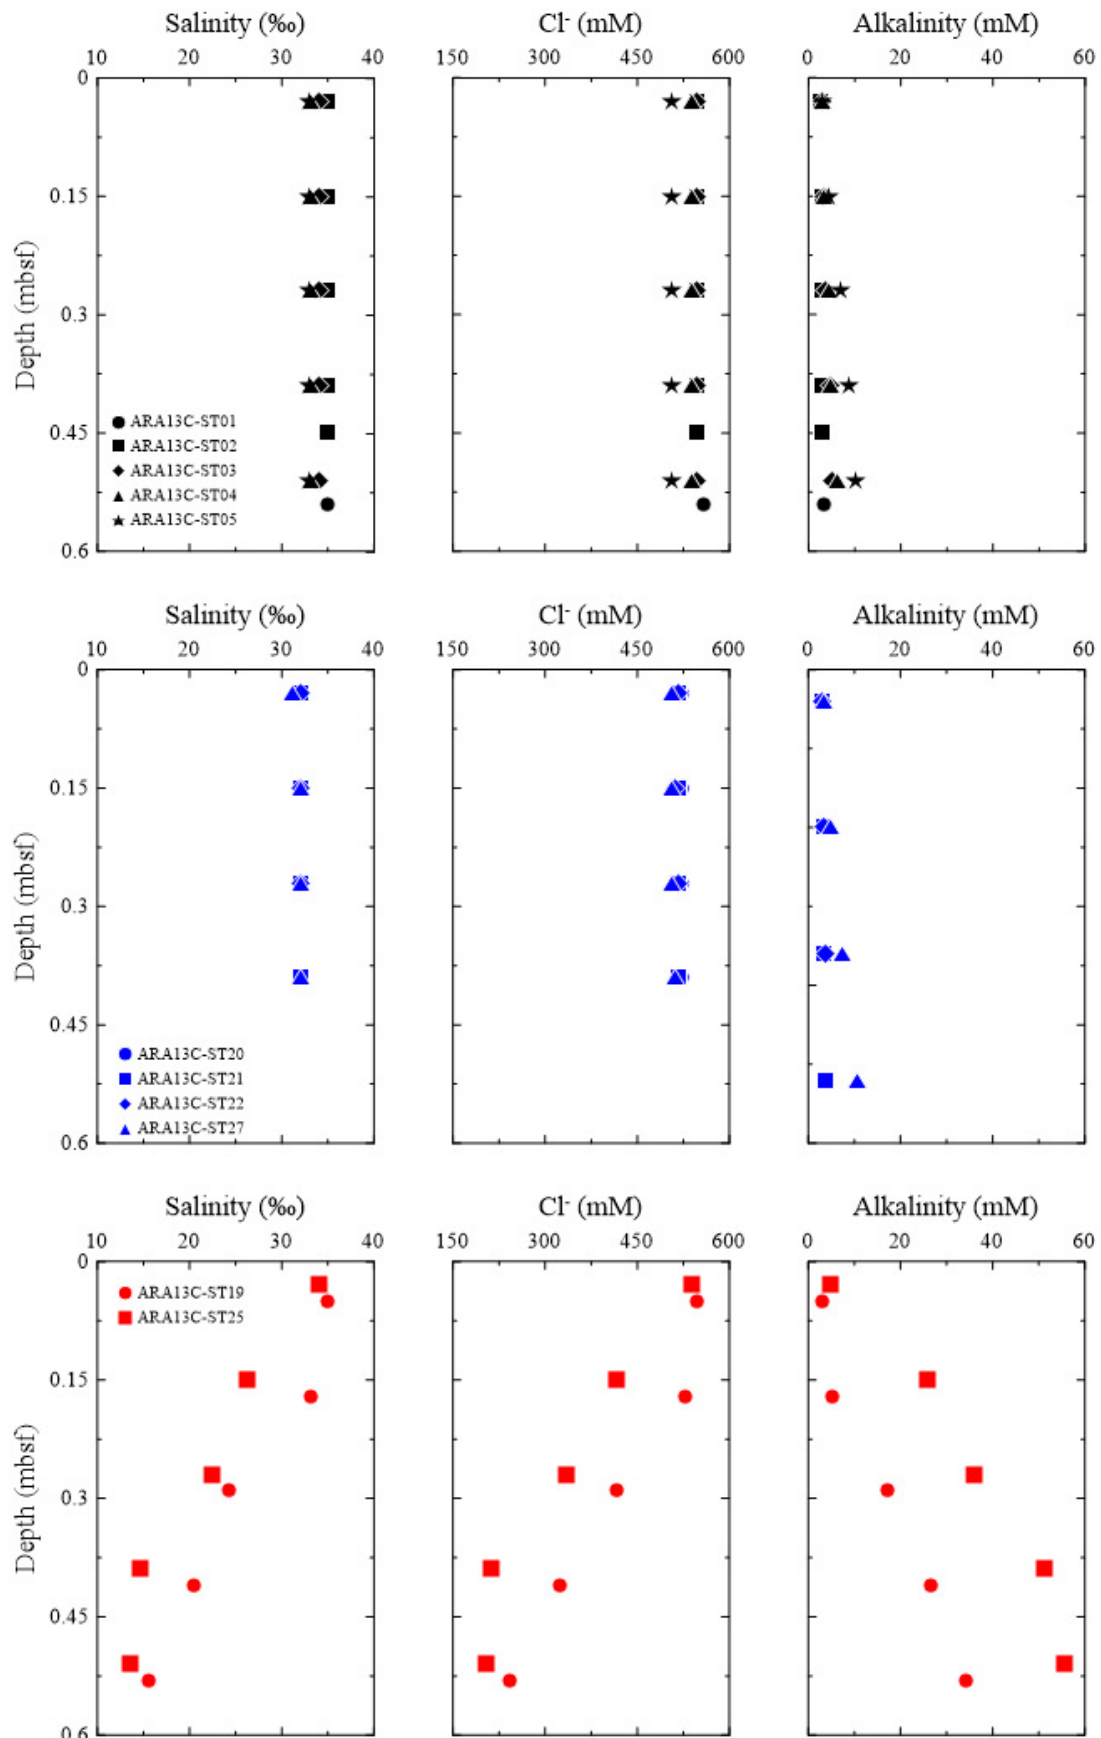 Salinity (‰) Cl⁻ (mM) Alkalinity (mM)
10 20 30 40 150 300 450 600 0 20 40 60
0
0.15
0.3
0.45
0.6
Depth (mbsf)
ARA13C-ST01
ARA13C-ST02
ARA13C-ST03
ARA13C-ST04
ARA13C-ST05
Salinity (‰) Cl⁻ (mM) Alkalinity (mM)
10 20 30 40 150 300 450 600 0 20 40 60
0
0.15
0.3
0.45
0.6
Depth (mbsf)
ARA13C-ST20
ARA13C-ST21
ARA13C-ST22
ARA13C-ST27
Salinity (‰) Cl⁻ (mM) Alkalinity (mM)
10 20 30 40 150 300 450 600 0 20 40 60
0
0.15
0.3
0.45
0.6
Depth (mbsf)
ARA13C-ST19
ARA13C-ST25